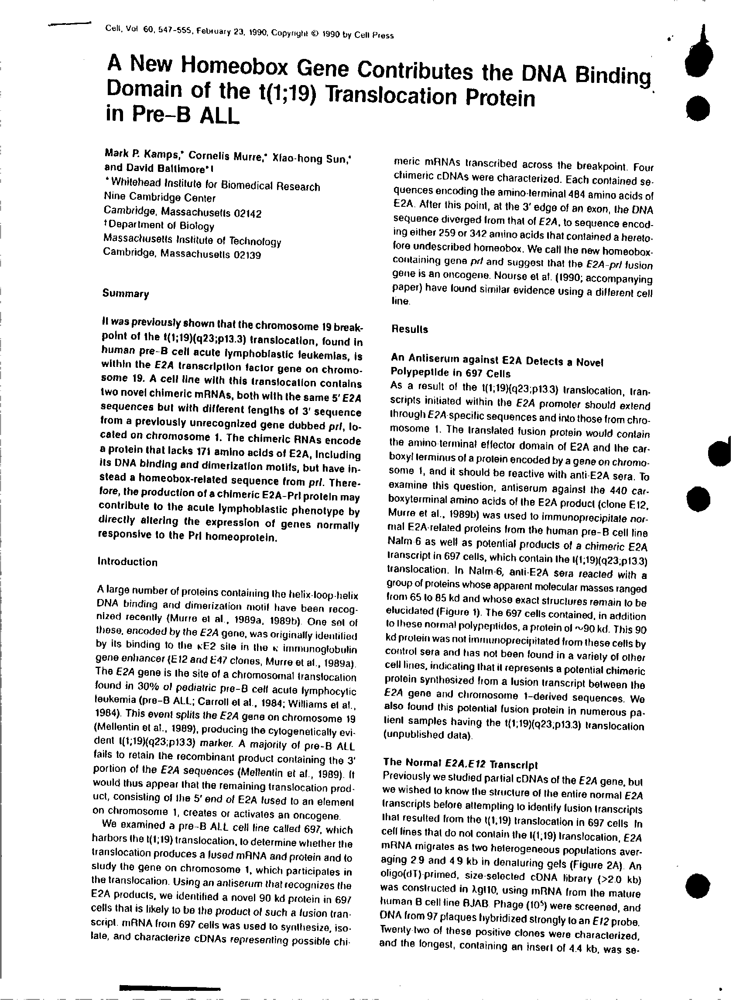 Cell, Vol. 60, 547-555, February 23, 1990, Copyright © 1990 by Cell Press
A New Homeobox Gene Contributes the DNA Binding
Domain of the t(1;19) Translocation Protein
in Pre-B ALL
Mark P. Kamps,* Cornelis Murre,* Xiao-hong Sun,*
and David Baltimore*†
*Whitehead Institute for Biomedical Research
Nine Cambridge Center
Cambridge, Massachusetts 02142
†Department of Biology
Massachusetts Institute of Technology
Cambridge, Massachusetts 02139
Summary
It was previously shown that the chromosome 19 break-
point of the t(1;19)(q23;p13.3) translocation, found in
human pre-B cell acute lymphoblastic leukemias, is
within the E2A transcription factor gene on chromo-
some 19. A cell line with this translocation contains
two novel chimeric mRNAs, both with the same 5' E2A
sequences but with different lengths of 3' sequence
from a previously unrecognized gene dubbed prl, lo-
cated on chromosome 1. The chimeric RNAs encode
a protein that lacks 171 amino acids of E2A, including
its DNA binding and dimerization motifs, but have in-
stead a homeobox-related sequence from prl. There-
fore, the production of a chimeric E2A-Prl protein may
contribute to the acute lymphoblastic phenotype by
directly altering the expression of genes normally
responsive to the Prl homeoprotein.
Introduction
A large number of proteins containing the helix-loop-helix
DNA binding and dimerization motif have been recog-
nized recently (Murre et al., 1989a, 1989b). One set of
these, encoded by the E2A gene, was originally identified
by its binding to the κE2 site in the κ immunoglobulin
gene enhancer (E12 and E47 clones, Murre et al., 1989a).
The E2A gene is the site of a chromosomal translocation
found in 30% of pediatric pre-B cell acute lymphocytic
leukemia (pre-B ALL; Carroll et al., 1984; Williams et al.,
1984). This event splits the E2A gene on chromosome 19
(Mellentin et al., 1989), producing the cytogenetically evi-
dent t(1;19)(q23;p13.3) marker. A majority of pre-B ALL
fails to retain the recombinant product containing the 3'
portion of the E2A sequences (Mellentin et al., 1989). It
would thus appear that the remaining translocation prod-
uct, consisting of the 5' end of E2A fused to an element
on chromosome 1, creates or activates an oncogene.
We examined a pre-B ALL cell line called 697, which
harbors the t(1;19) translocation, to determine whether the
translocation produces a fused mRNA and protein and to
study the gene on chromosome 1, which participates in
the translocation. Using an antiserum that recognizes the
E2A products, we identified a novel 90 kd protein in 697
cells that is likely to be the product of such a fusion tran-
script. mRNA from 697 cells was used to synthesize, iso-
late, and characterize cDNAs representing possible chi-
meric mRNAs transcribed across the breakpoint. Four
chimeric cDNAs were characterized. Each contained se-
quences encoding the amino-terminal 484 amino acids of
E2A. After this point, at the 3' edge of an exon, the DNA
sequence diverged from that of E2A, to sequence encod-
ing either 259 or 342 amino acids that contained a hereto-
fore undescribed homeobox. We call the new homeobox-
containing gene prl and suggest that the E2A-prl fusion
gene is an oncogene. Nourse et al. (1990; accompanying
paper) have found similar evidence using a different cell
line.
Results
An Antiserum against E2A Detects a Novel
Polypeptide in 697 Cells
As a result of the t(1;19)(q23;p13.3) translocation, tran-
scripts initiated within the E2A promoter should extend
through E2A-specific sequences and into those from chro-
mosome 1. The translated fusion protein would contain
the amino-terminal effector domain of E2A and the car-
boxyl terminus of a protein encoded by a gene on chromo-
some 1, and it should be reactive with anti-E2A sera. To
examine this question, antiserum against the 440 car-
boxyterminal amino acids of the E2A product (clone E12,
Murre et al., 1989b) was used to immunoprecipitate nor-
mal E2A-related proteins from the human pre-B cell line
Nalm-6 as well as potential products of a chimeric E2A
transcript in 697 cells, which contain the t(1;19)(q23;p13.3)
translocation. In Nalm-6, anti-E2A sera reacted with a
group of proteins whose apparent molecular masses ranged
from 65 to 85 kd and whose exact structures remain to be
elucidated (Figure 1). The 697 cells contained, in addition
to these normal polypeptides, a protein of ~90 kd. This 90
kd protein was not immunoprecipitated from these cells by
control sera and has not been found in a variety of other
cell lines, indicating that it represents a potential chimeric
protein synthesized from a fusion transcript between the
E2A gene and chromosome 1-derived sequences. We
also found this potential fusion protein in numerous pa-
tient samples having the t(1;19)(q23;p13.3) translocation
(unpublished data).
The Normal E2A.E12 Transcript
Previously we studied partial cDNAs of the E2A gene, but
we wished to know the structure of the entire normal E2A
transcripts before attempting to identify fusion transcripts
that resulted from the t(1;19) translocation in 697 cells. In
cell lines that do not contain the t(1;19) translocation, E2A
mRNA migrates as two heterogeneous populations aver-
aging 2.9 and 4.9 kb in denaturing gels (Figure 2A). An
oligo(dT)-primed, size-selected cDNA library (>2.0 kb)
was constructed in λgt10, using mRNA from the mature
human B cell line BJAB. Phage (10⁵) were screened, and
DNA from 97 plaques hybridized strongly to an E12 probe.
Twenty-two of these positive clones were characterized,
and the longest, containing an insert of 4.4 kb, was se-